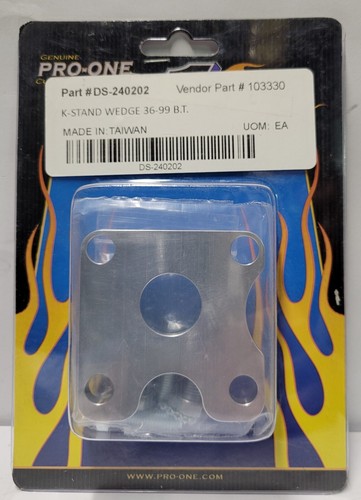 GENUINE
PRO-ONE
Part #DS-240202 Vendor Part # 103330
K-STAND WEDGE 36-99 B.T.
MADE IN:TAIWAN UOM: EA
DS-240202
WWW.PRO-ONE.COM